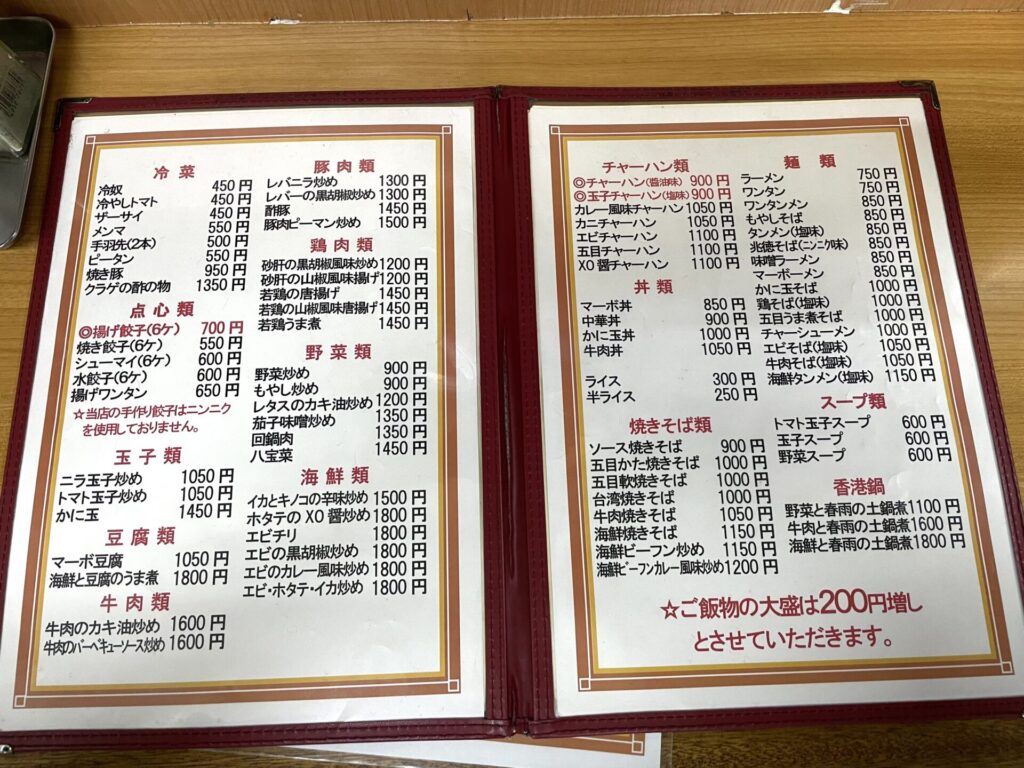 冷菜
冷奴 450円
冷やしトマト 450円
ザーサイ 450円
メンマ 550円
手羽先(2本) 500円
ピータン 550円
焼き豚 950円
クラゲの酢の物 1350円
点心類
◎揚げ餃子(6ケ) 700円
焼き餃子(6ケ) 550円
シューマイ(6ケ) 600円
水餃子(6ケ) 600円
揚げワンタン 650円
☆当店の手作り餃子はニンニク
を使用しておりません。
玉子類
ニラ玉子炒め 1050円
トマト玉子炒め 1050円
かに玉 1450円
豆腐類
マーボ豆腐 1050円
海鮮と豆腐のうま煮 1800円
牛肉類
牛肉のカキ油炒め 1600円
牛肉のバーベキューソース炒め 1600円
豚肉類
レバニラ炒め 1300円
レバーの黒胡椒炒め 1300円
酢豚 1450円
豚肉ピーマン炒め 1500円
鶏肉類
砂肝の黒胡椒風味炒め 1200円
砂肝の山椒風味揚げ 1200円
若鶏の唐揚げ 1450円
若鶏の山椒風味唐揚げ 1450円
若鶏うま煮 1450円
野菜類
野菜炒め 900円
もやし炒め 900円
レタスのカキ油炒め 1200円
茄子味噌炒め 1350円
回鍋肉 1350円
八宝菜 1450円
海鮮類
イカとキノコの辛味炒め 1500円
ホタテのXO醤炒め 1800円
エビチリ 1800円
エビの黒胡椒炒め 1800円
エビのカレー風味炒め 1800円
エビ・ホタテ・イカ炒め 1800円
チャーハン類
◎チャーハン(醤油味) 900円
◎玉子チャーハン(塩味) 900円
カレー風味チャーハン 1050円
カニチャーハン 1050円
エビチャーハン 1100円
五目チャーハン 1100円
XO醤チャーハン 1100円
丼類
マーボ丼 850円
中華丼 900円
かに玉丼 1000円
牛肉丼 1050円
ライス 300円
半ライス 250円
焼きそば類
ソース焼きそば 900円
五目かた焼きそば 1000円
五目軟焼きそば 1000円
台湾焼きそば 1000円
牛肉焼きそば 1050円
海鮮焼きそば 1150円
海鮮ビーフン炒め 1150円
海鮮ビーフンカレー風味炒め 1200円
麺類
ラーメン 750円
ワンタン 750円
ワンタンメン 850円
もやしそば 850円
タンメン(塩味) 850円
兆徳そば(ニンニク味) 850円
味噌ラーメン 850円
マーボーメン 850円
かに玉そば 1000円
鶏そば(塩味) 1000円
五目うま煮そば 1000円
チャーシューメン 1000円
エビそば(塩味) 1050円
牛肉そば(塩味) 1050円
海鮮タンメン(塩味) 1150円
スープ類
トマト玉子スープ 600円
玉子スープ 600円
野菜スープ 600円
香港鍋
野菜と春雨の土鍋煮 1100円
牛肉と春雨の土鍋煮 1600円
海鮮と春雨の土鍋煮 1800円
☆ご飯物の大盛は200円増し
とさせていただきます。